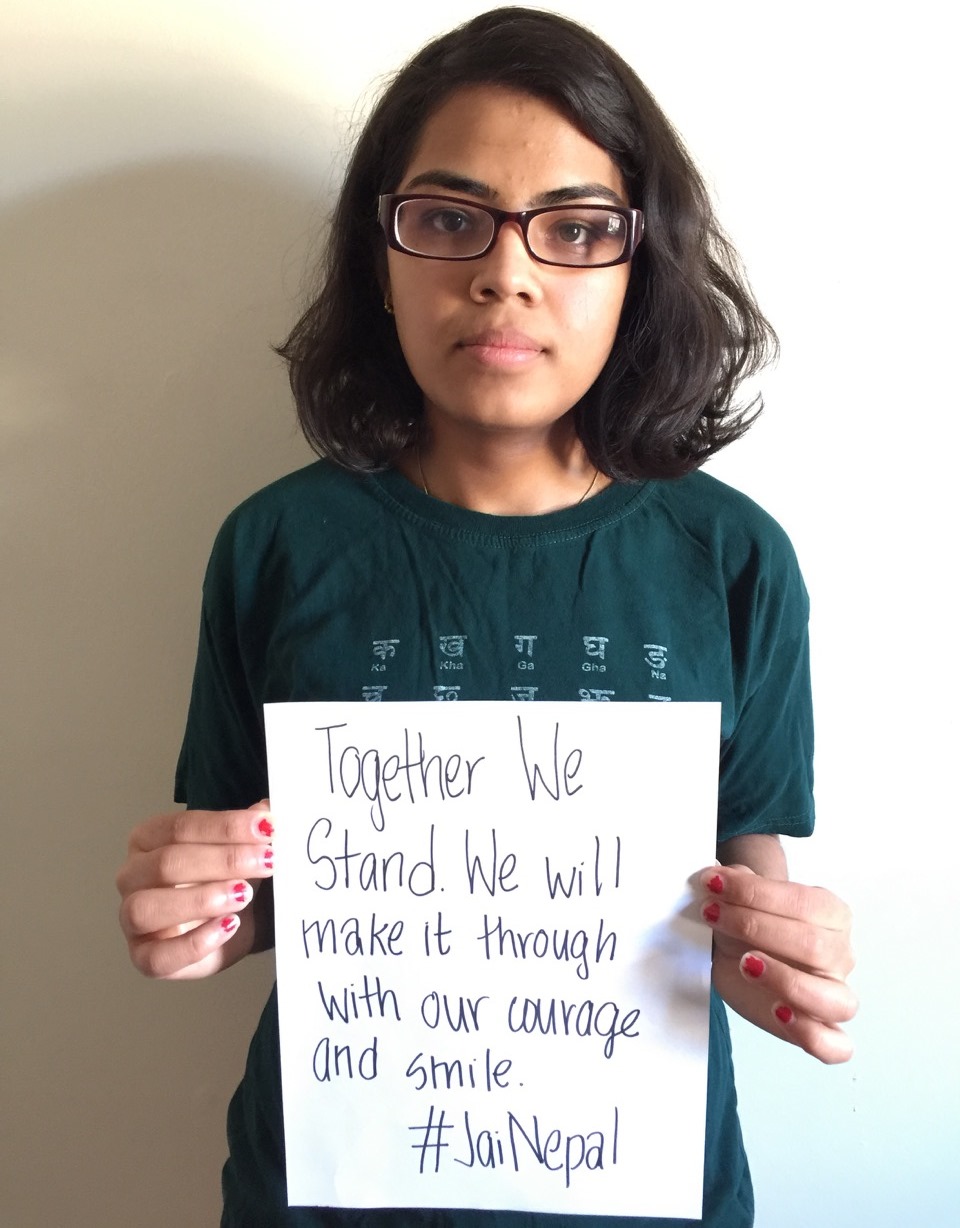 क ख ग घ ङ
Ka Kha Ga Gha Na
Together We
Stand. We will
make it through
with our courage
and smile.
#JaiNepal